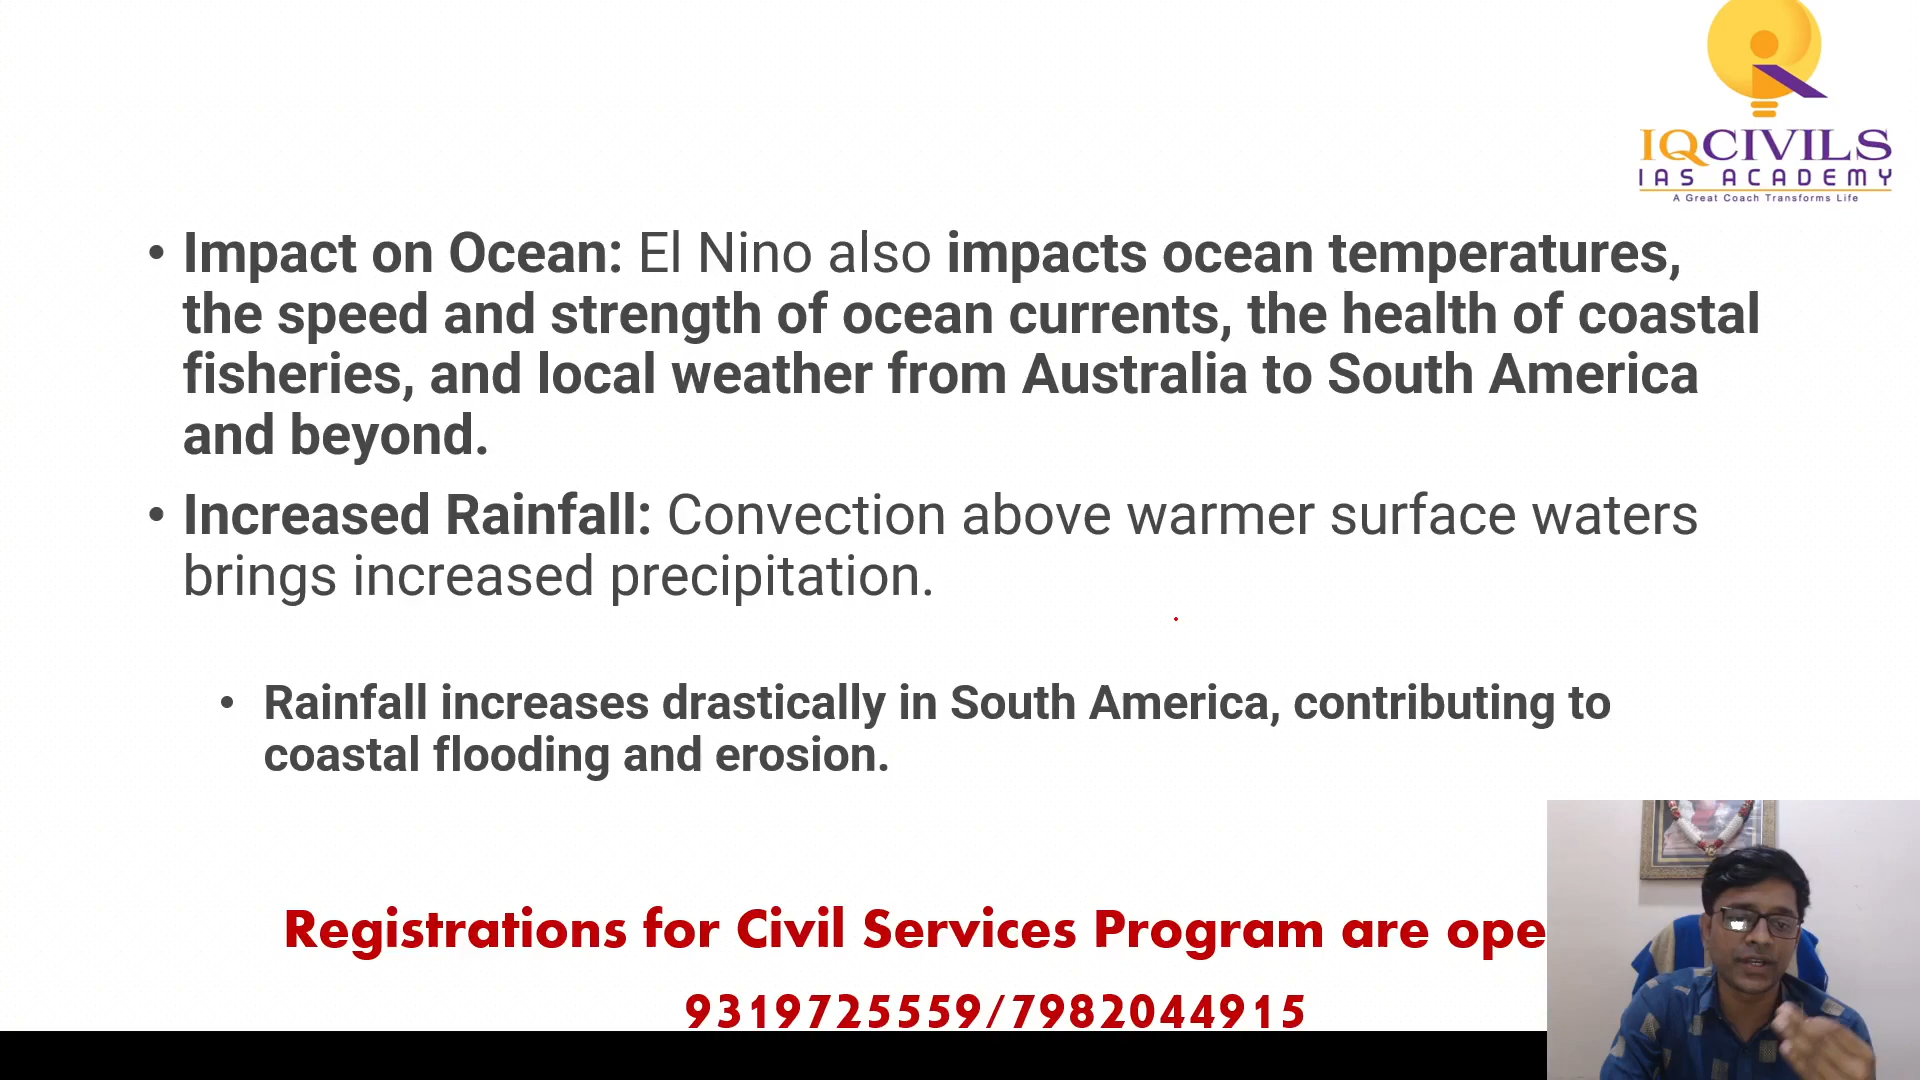 IQCIVILS
IAS ACADEMY
A Great Coach Transforms Life
• Impact on Ocean: El Nino also impacts ocean temperatures,
the speed and strength of ocean currents, the health of coastal
fisheries, and local weather from Australia to South America
and beyond.
• Increased Rainfall: Convection above warmer surface waters
brings increased precipitation.
• Rainfall increases drastically in South America, contributing to
coastal flooding and erosion.
Registrations for Civil Services Program are ope
9319725559/7982044915